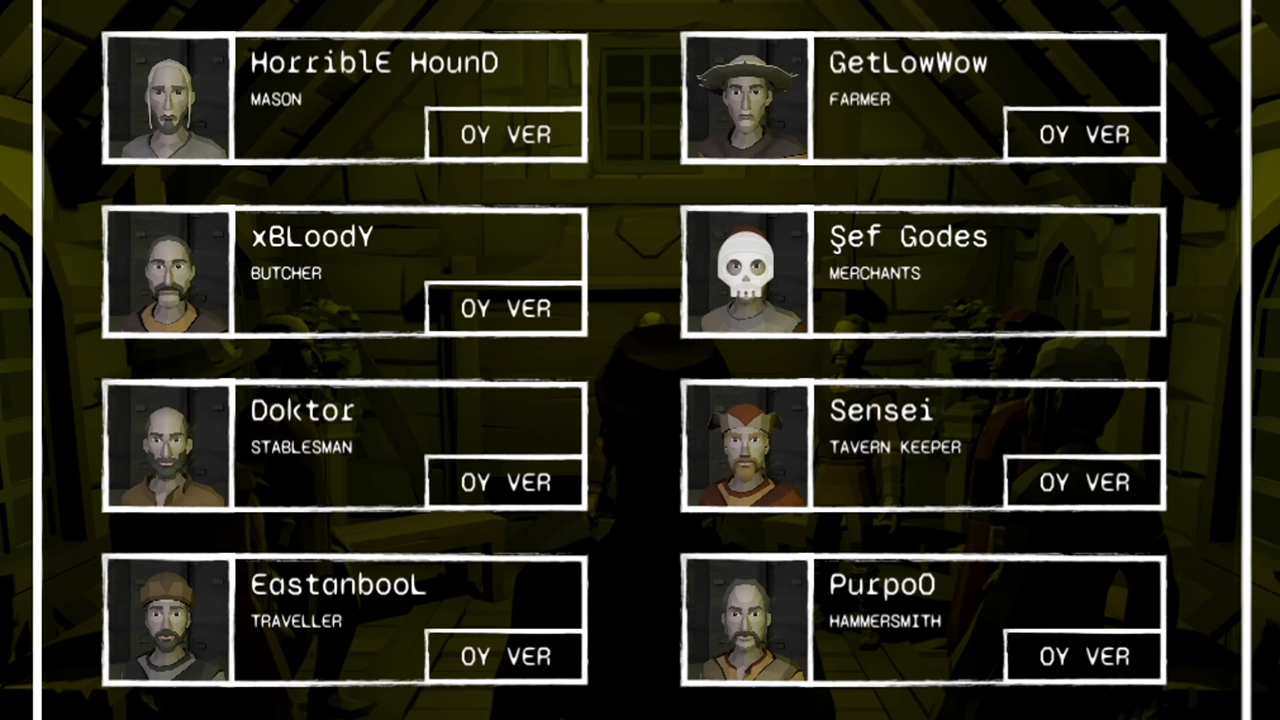 HorriblE HounD
MASON
OY VER
GetLowWow
FARMER
OY VER
xBLoodY
BUTCHER
OY VER
Şef Godes
MERCHANTS
Doktor
STABLESMAN
OY VER
Sensei
TAVERN KEEPER
OY VER
EastanbooL
TRAVELLER
OY VER
PurpoO
HAMMERSMITH
OY VER